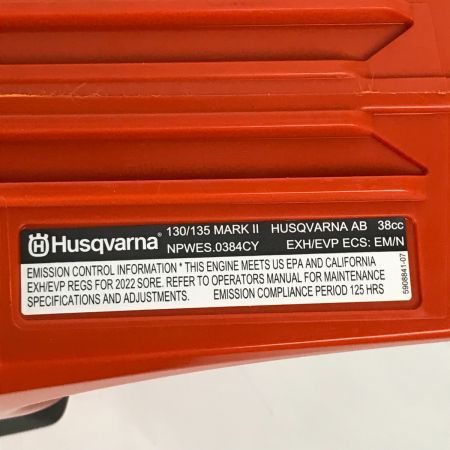 Husqvarna 130/135 MARK II HUSQVARNA AB 38cc
NPWES.0384CY EXH/EVP ECS: EM/N
EMISSION CONTROL INFORMATION * THIS ENGINE MEETS US EPA AND CALIFORNIA
EXH/EVP REGS FOR 2022 SORE. REFER TO OPERATORS MANUAL FOR MAINTENANCE
SPECIFICATIONS AND ADJUSTMENTS. EMISSION COMPLIANCE PERIOD 125 HRS
5908841-07